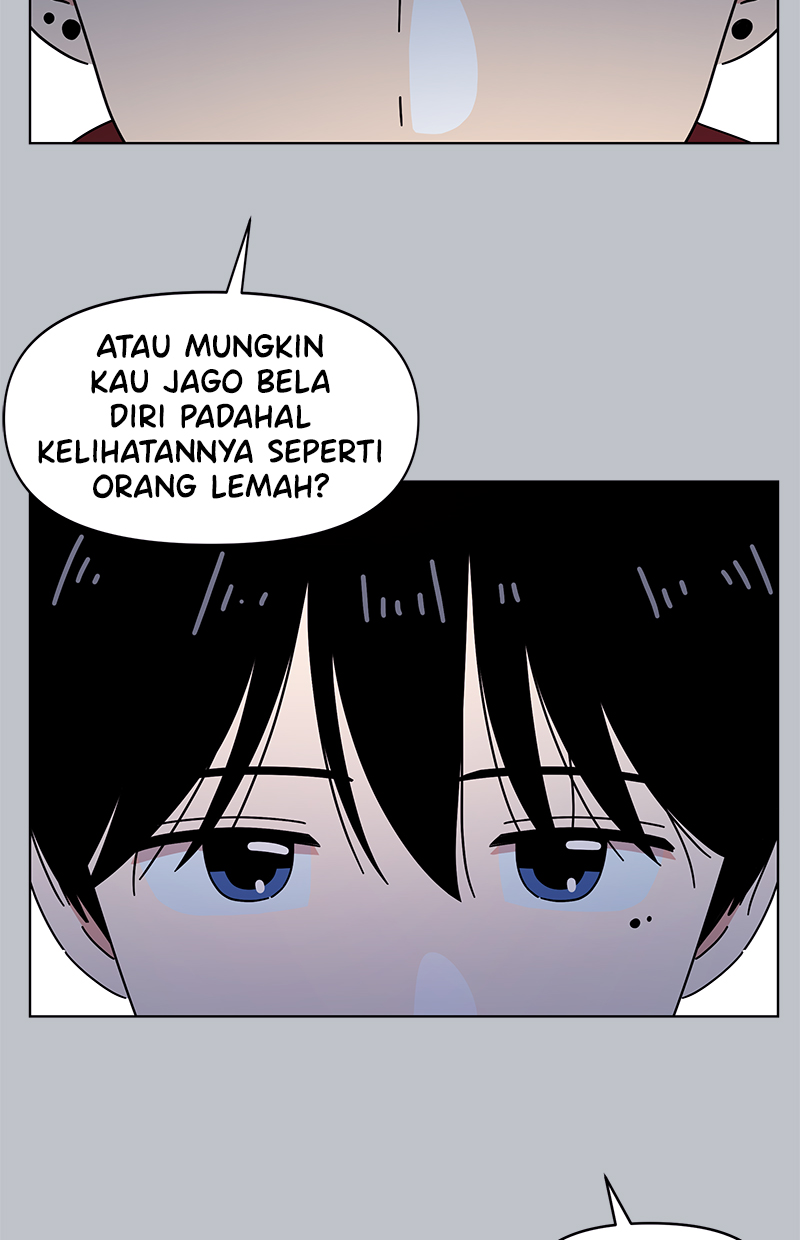 ATAU MUNGKIN
KAU JAGO BELA
DIRI PADAHAL
KELIHATANNYA SEPERTI
ORANG LEMAH?